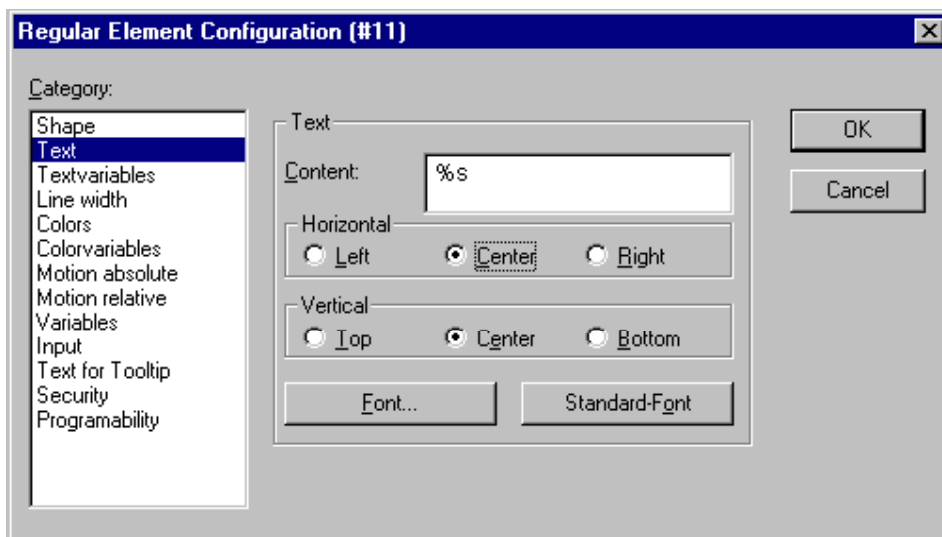 Regular Element Configuration (#11)
Category:
Shape
Text
Textvariables
Line width
Colors
Colorvariables
Motion absolute
Motion relative
Variables
Input
Text for Tooltip
Security
Programability
Text
Content:
%s
Horizontal
Left
Center
Right
Vertical
Top
Center
Bottom
Font...
Standard-Font
OK
Cancel